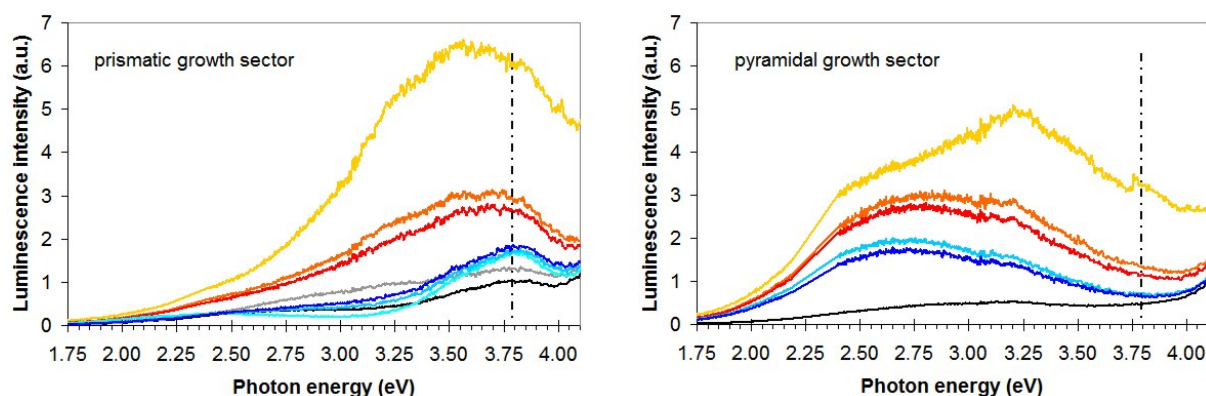 prismatic growth sector
Luminescence intensity (a.u.)
7
6
5
4
3
2
1
0
1.75 2.00 2.25 2.50 2.75 3.00 3.25 3.50 3.75 4.00
Photon energy (eV)
pyramidal growth sector
Luminescence intensity (a.u.)
7
6
5
4
3
2
1
0
1.75 2.00 2.25 2.50 2.75 3.00 3.25 3.50 3.75 4.00
Photon energy (eV)